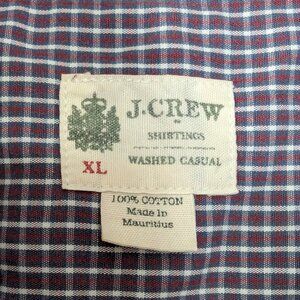 J.CREW
SHIRTINGS
XL
WASHED CASUAL
100% COTTON
Made in
Mauritius